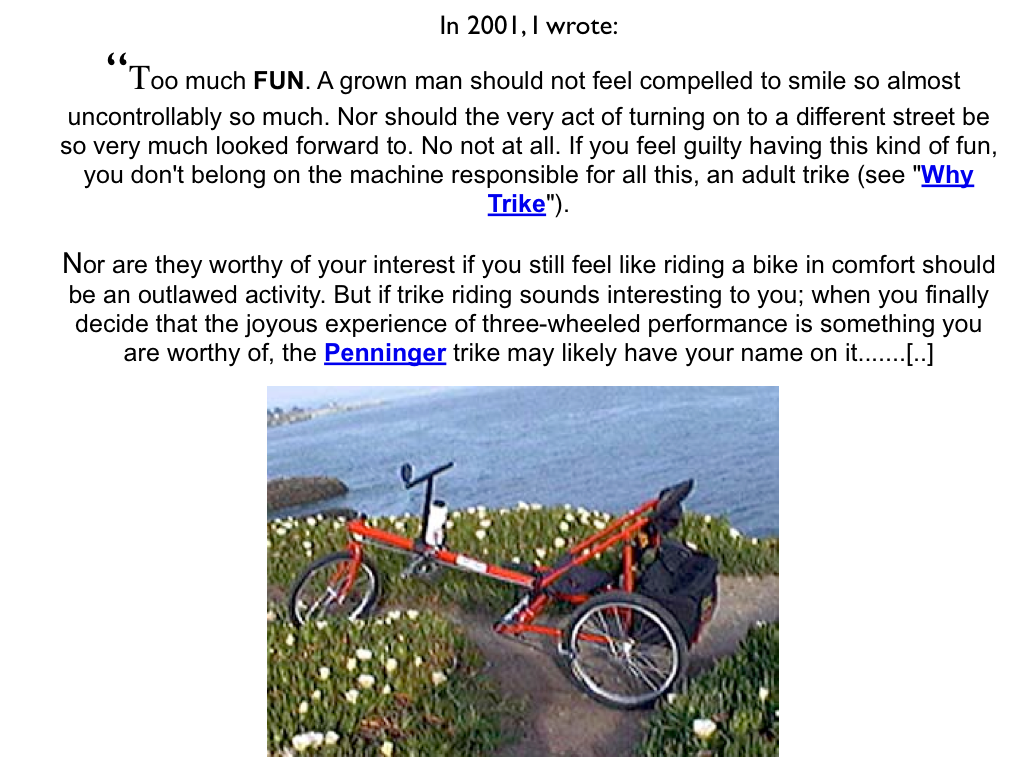 In 2001, I wrote:
“Too much FUN. A grown man should not feel compelled to smile so almost
uncontrollably so much. Nor should the very act of turning on to a different street be
so very much looked forward to. No not at all. If you feel guilty having this kind of fun,
you don't belong on the machine responsible for all this, an adult trike (see "Why
Trike").
Nor are they worthy of your interest if you still feel like riding a bike in comfort should
be an outlawed activity. But if trike riding sounds interesting to you; when you finally
decide that the joyous experience of three-wheeled performance is something you
are worthy of, the Penninger trike may likely have your name on it.......[..]